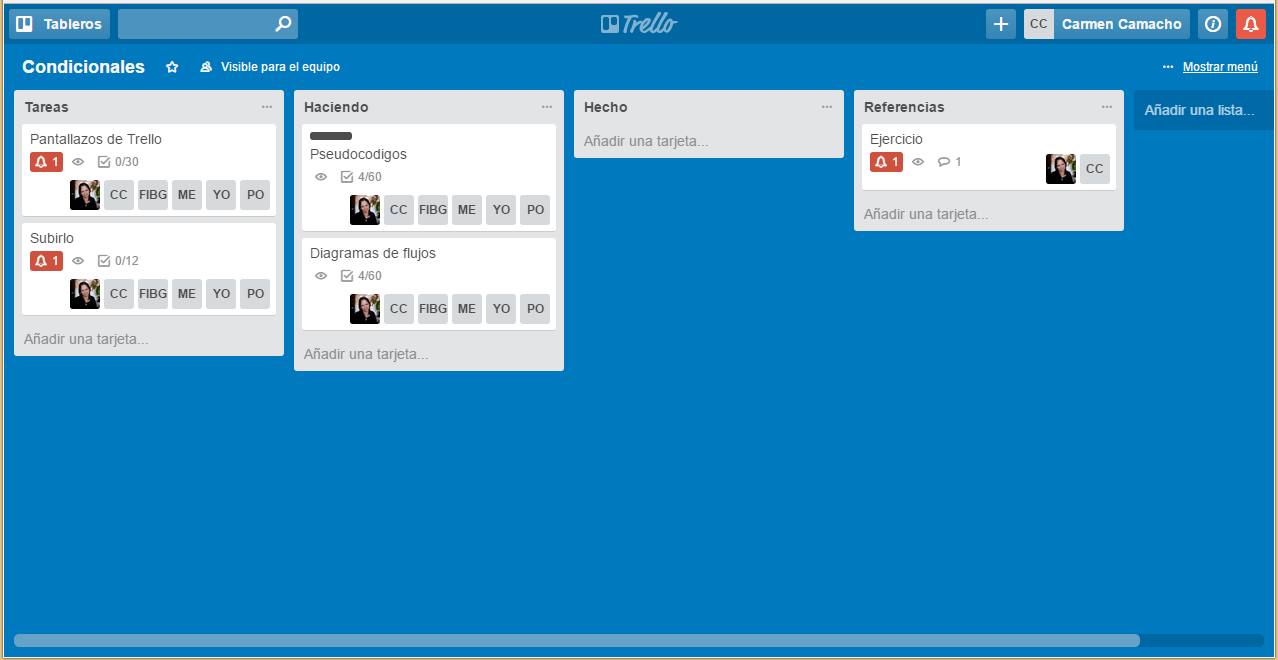 Tableros
Trello
CC Carmen Camacho
Condicionales
Visible para el equipo
... Mostrar menú
Tareas ...
Pantallazos de Trello
1 0/30
CC FIBG ME YO PO
Subirlo
1 0/12
CC FIBG ME YO PO
Añadir una tarjeta...
Haciendo ...
Pseudocodigos
4/60
CC FIBG ME YO PO
Diagramas de flujos
4/60
CC FIBG ME YO PO
Añadir una tarjeta...
Hecho ...
Añadir una tarjeta...
Referencias ...
Ejercicio
1 1
CC
Añadir una tarjeta...
Añadir una lista...